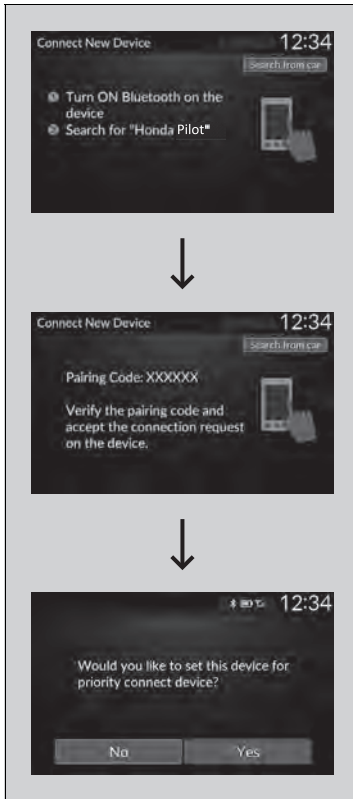 Connect New Device
12:34
Search from car
❶ Turn ON Bluetooth on the
device
❷ Search for "Honda Pilot"
Connect New Device
12:34
Search from car
Pairing Code: XXXXXX
Verify the pairing code and
accept the connection request
on the device.
12:34
Would you like to set this device for
priority connect device?
No
Yes